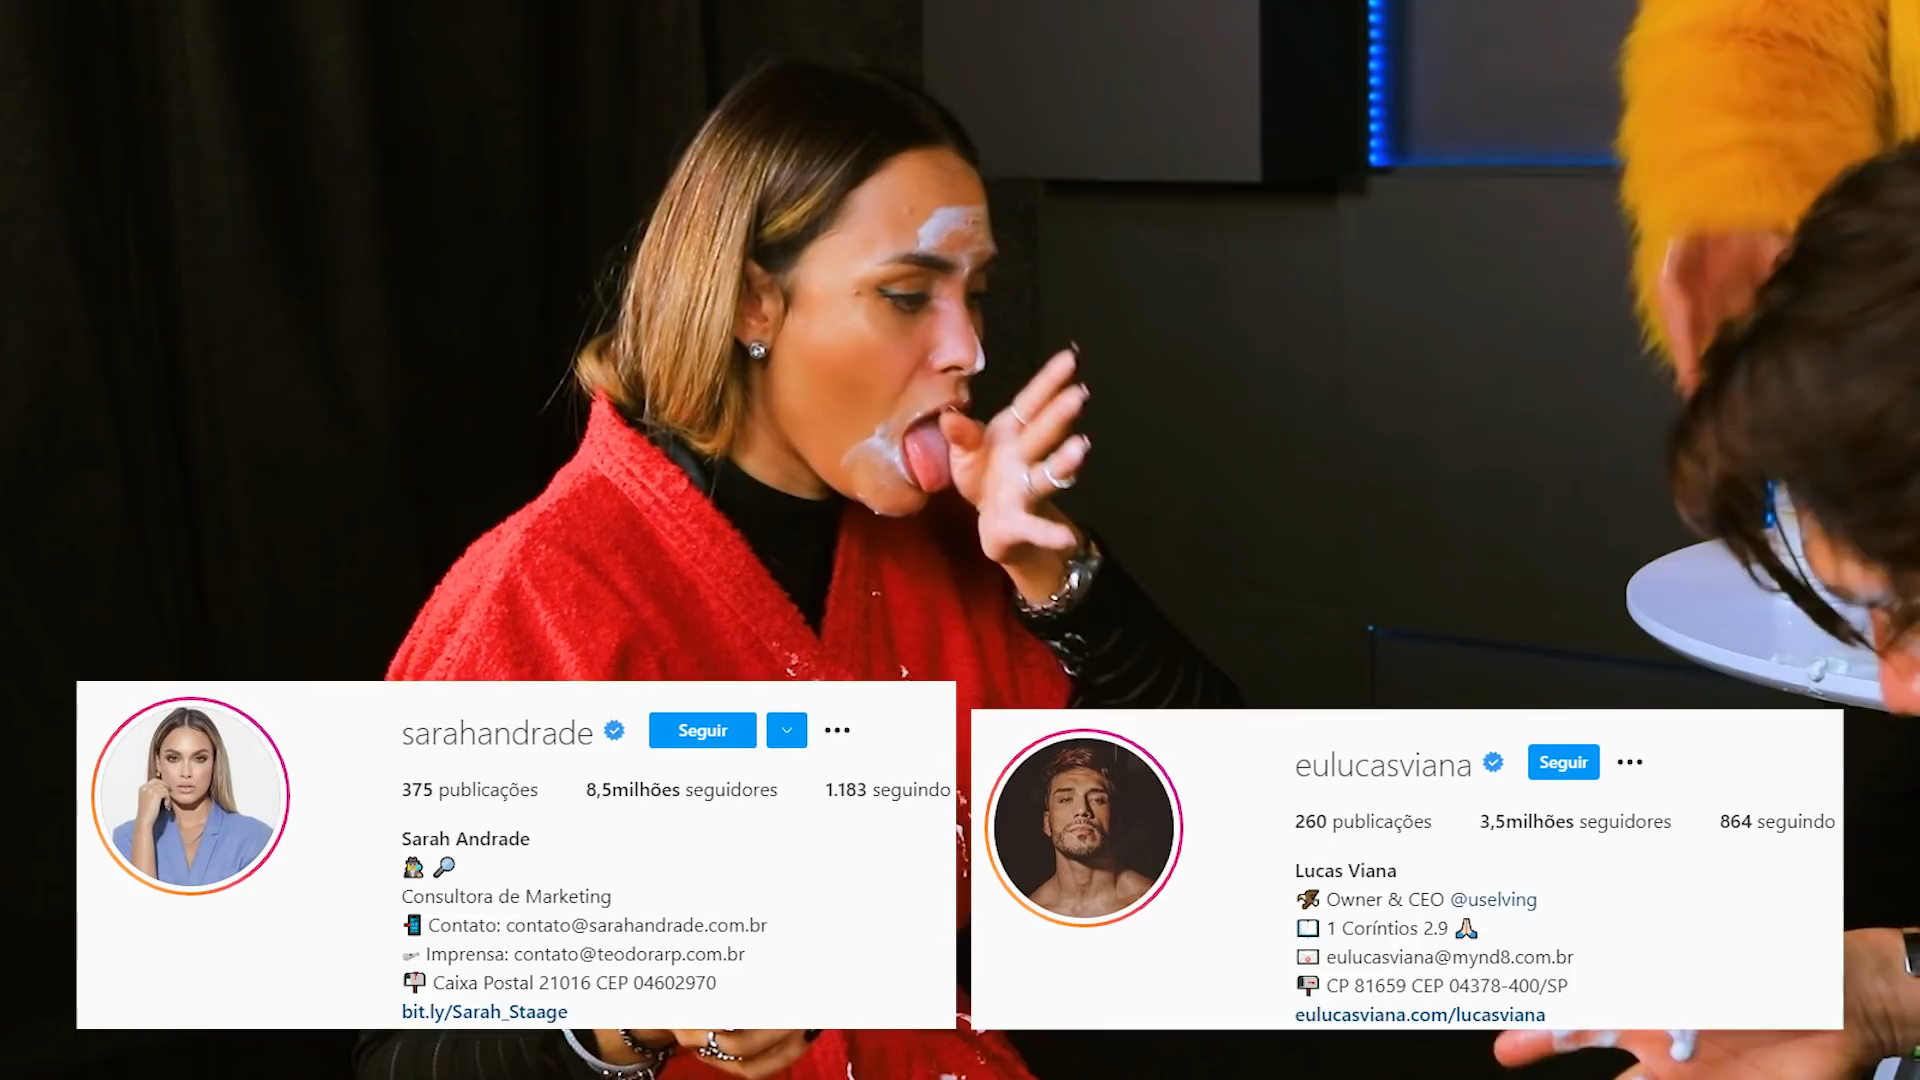 sarahandrade
Seguir
375 publicações 8,5milhões seguidores 1.183 seguindo
Sarah Andrade
Consultora de Marketing
Contato: contato@sarahandrade.com.br
Imprensa: contato@teodorarp.com.br
Caixa Postal 21016 CEP 04602970
bit.ly/Sarah_Staage
eulucasviana
Seguir
260 publicações 3,5milhões seguidores 864 seguindo
Lucas Viana
Owner & CEO @uselving
1 Coríntios 2.9
eulucasviana@mynd8.com.br
CP 81659 CEP 04378-400/SP
eulucasviana.com/lucasviana